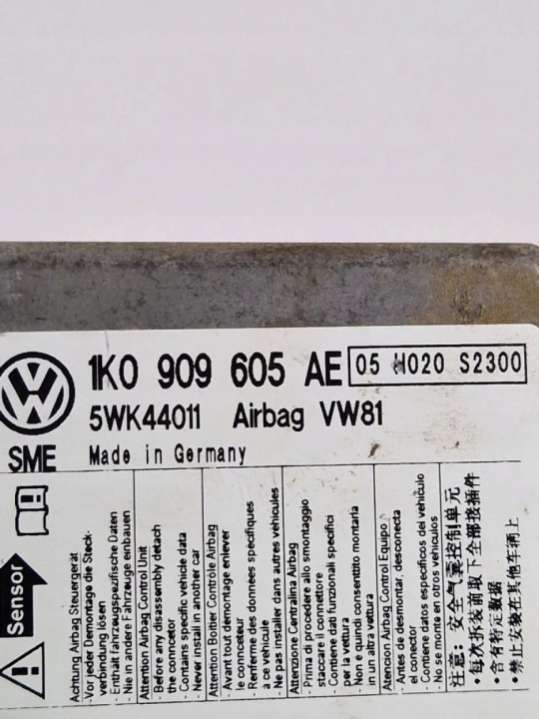 1K0 909 605 AE
05 H020 S2300
5WK44011 Airbag VW81
SME
Made in Germany
Sensor
Achtung Airbag Steuergerät
- Vor jeder Demontage die Steck-
verbindung lösen
- Enthält fahrzeugspezifische Daten
- Nie in andere Fahrzeuge einbauen
Attention Airbag Control Unit
- Before any disassembly detach
the connector
- Contains specific vehicle data
- Never install in another car
Attention Boitier Contrôle Airbag
- Avant tout demontage enlever
le connecteur
- Renferme des données spécifiques
à ce véhicule
- Ne pas installer dans autres véhicules
Attenzione Centralina Airbag
- Prima di procedere allo smontaggio
staccare il connettore
- Contiene dati funzionali specifici
per la vettura
- Non e quindi consentito montarla
in un altra vettura
Atencion Airbag Control Equipo
- Antes de desmontar, desconecta
el conector
- Contiene datos específicos del vehículo
- No se monte en otros vehículos
注意: 安全气囊控制单元
• 每次拆装前取下全部接插件
• 含有特定数据
• 禁止安装在其他车辆上